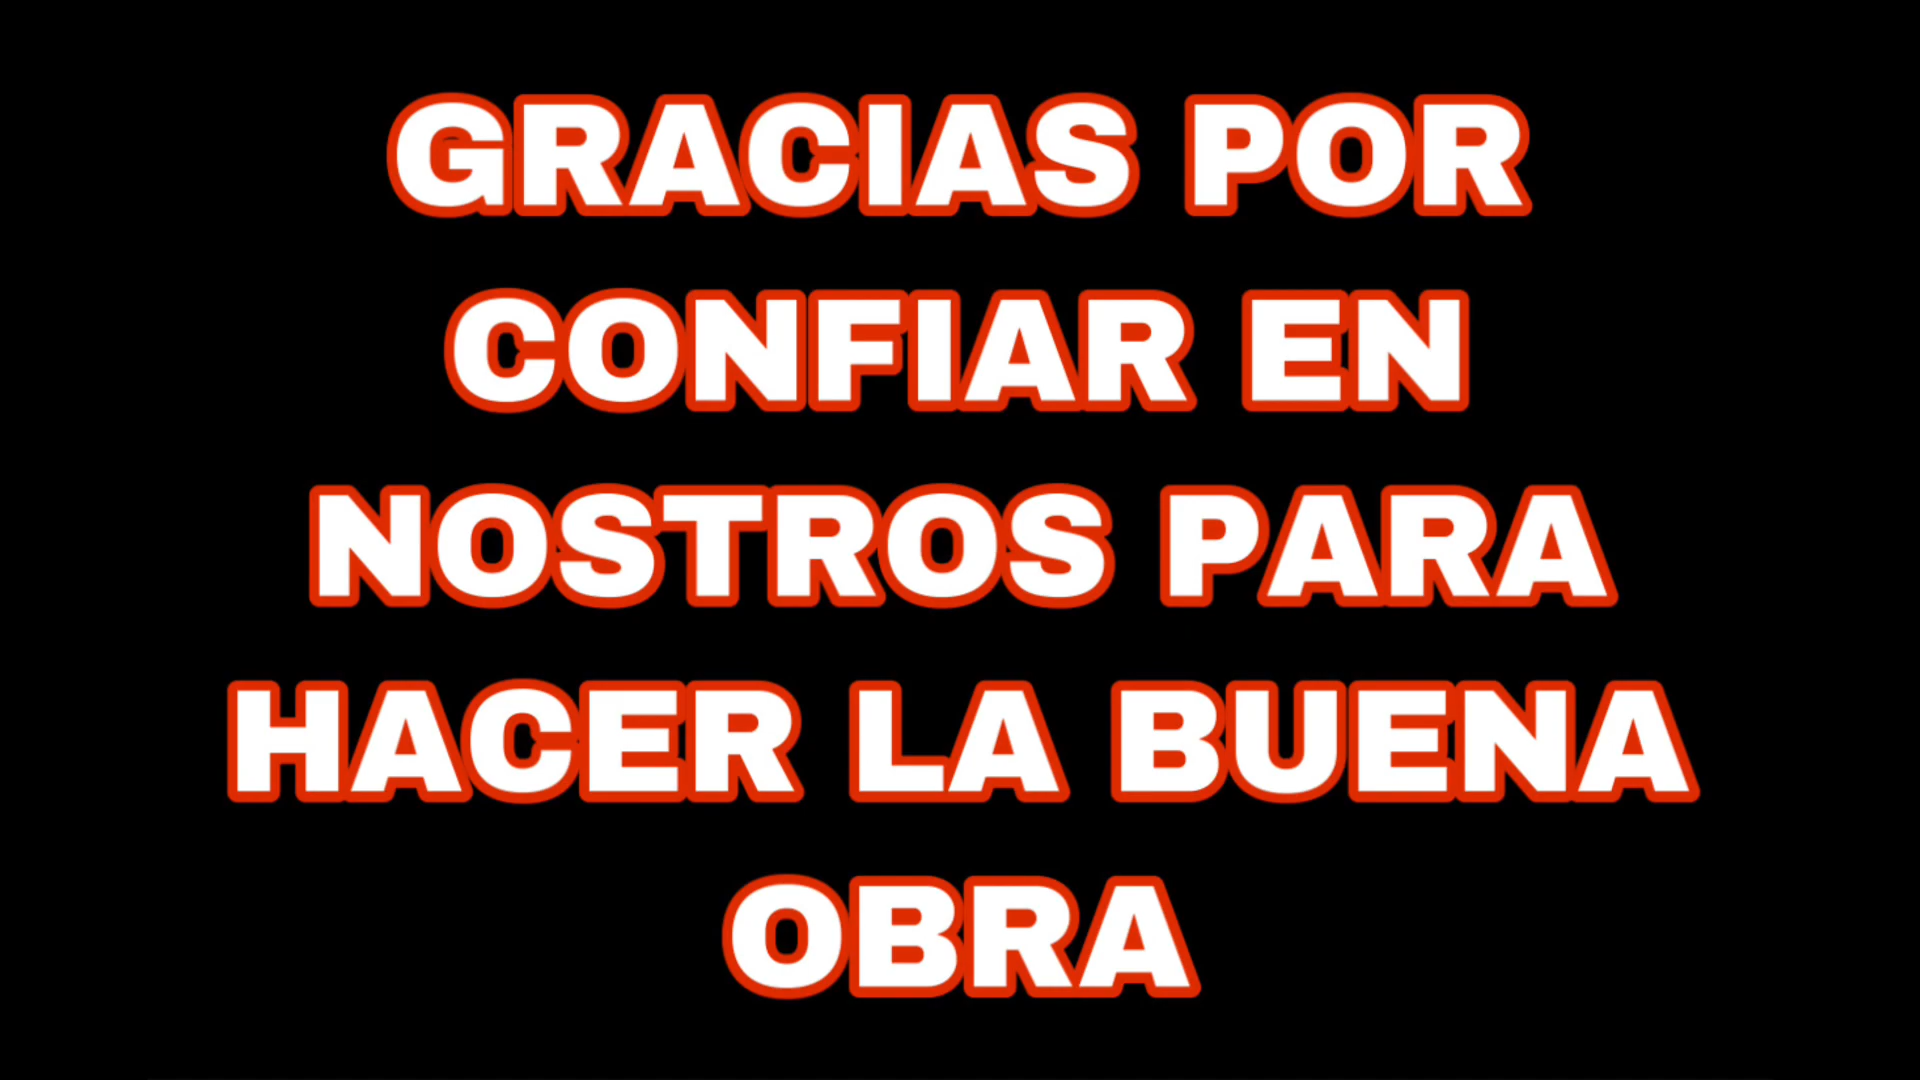 GRACIAS POR
CONFIAR EN
NOSTROS PARA
HACER LA BUENA
OBRA